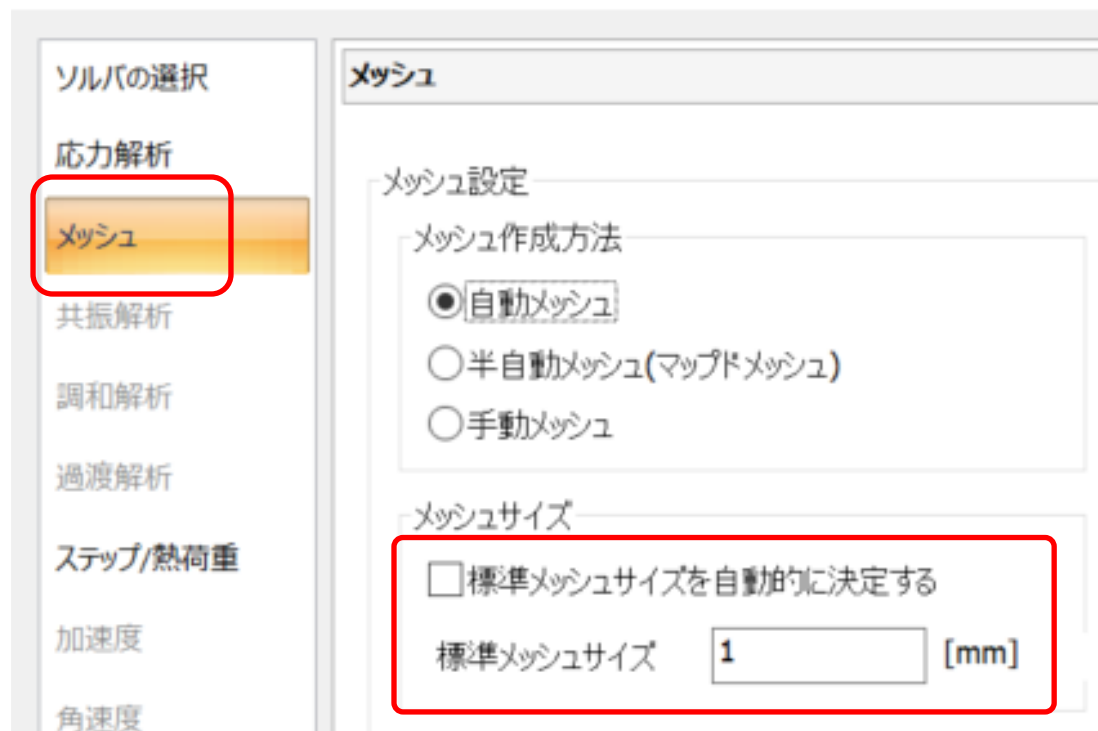 ソルバの選択
応力解析
メッシュ
共振解析
調和解析
過渡解析
ステップ/熱荷重
加速度
角速度
メッシュ
メッシュ設定
メッシュ作成方法
自動メッシュ
半自動メッシュ(マップドメッシュ)
手動メッシュ
メッシュサイズ
標準メッシュサイズを自動的に決定する
標準メッシュサイズ 1 [mm]